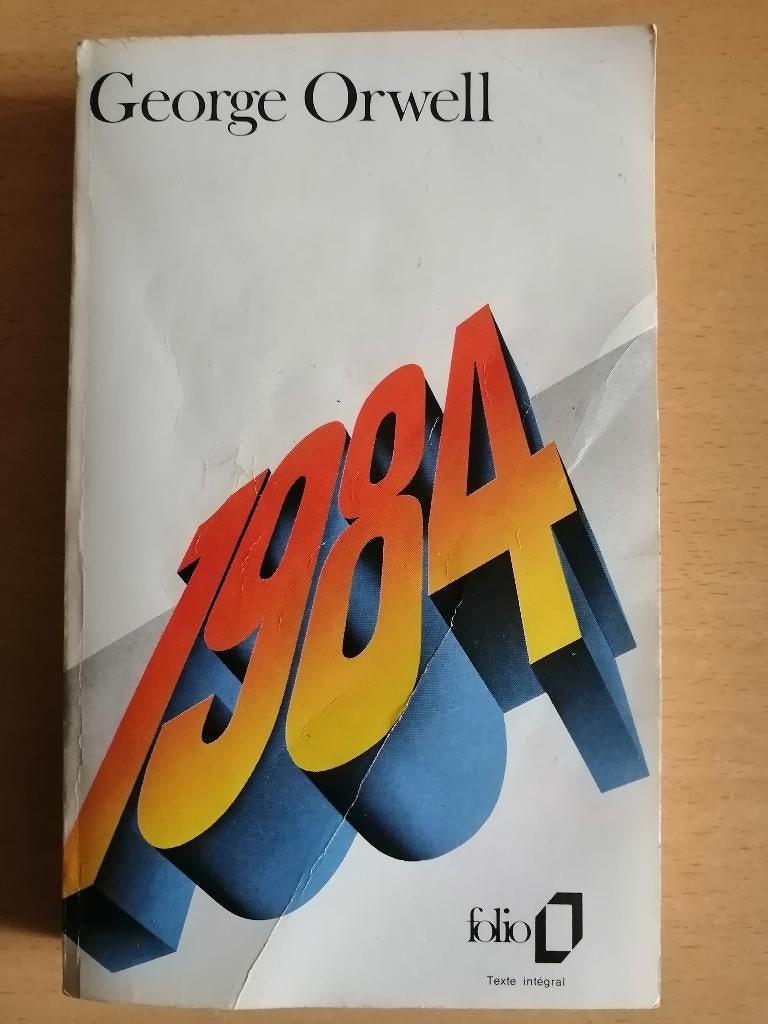 George Orwell
1984
folio
Texte intégral